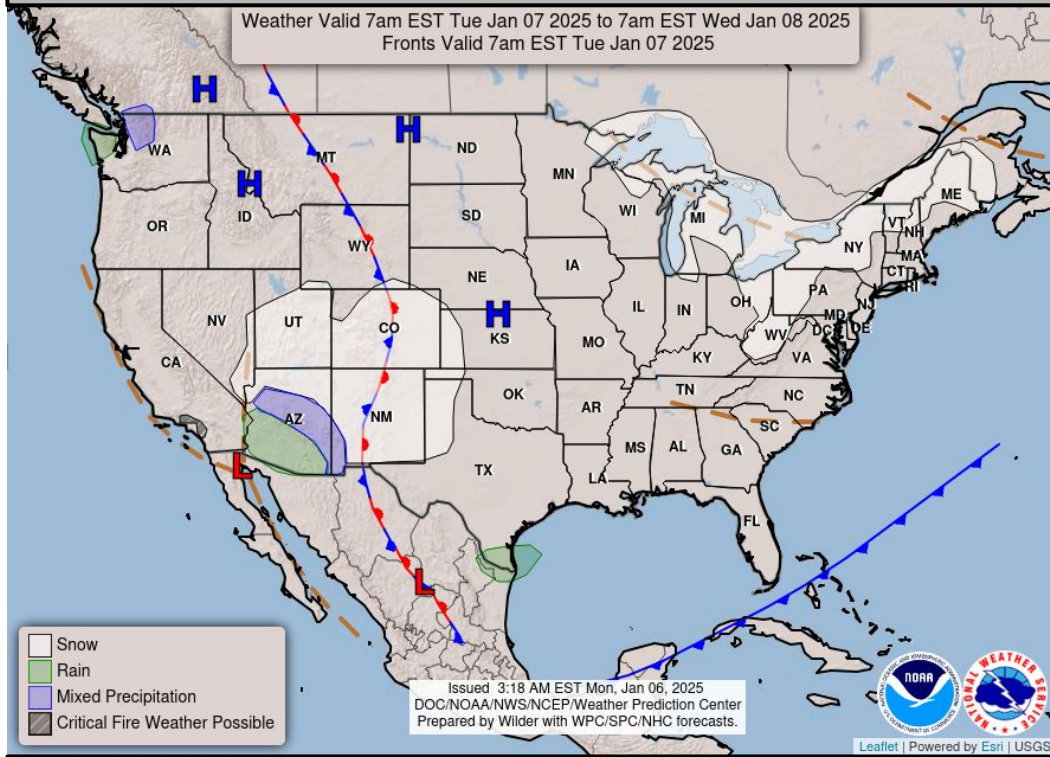 Weather Valid 7am EST Tue Jan 07 2025 to 7am EST Wed Jan 08 2025
Fronts Valid 7am EST Tue Jan 07 2025
H
H
WA
MT
ND
MN
ME
H
ID
OR
SD
WI
MI
VT
NH
NY
MA
WY
CT
RI
IA
NE
PA
NJ
OH
H
NV
UT
CO
IL
IN
MD
DE
DC
WV
KS
MO
VA
CA
KY
TN
NC
OK
AR
AZ
NM
SC
MS
AL
GA
L
TX
LA
FL
L
Snow
Rain
Mixed Precipitation
Critical Fire Weather Possible
Issued 3:18 AM EST Mon, Jan 06, 2025
DOC/NOAA/NWS/NCEP/Weather Prediction Center
Prepared by Wilder with WPC/SPC/NHC forecasts.
NOAA
NATIONAL WEATHER SERVICE
Leaflet | Powered by Esri | USGS